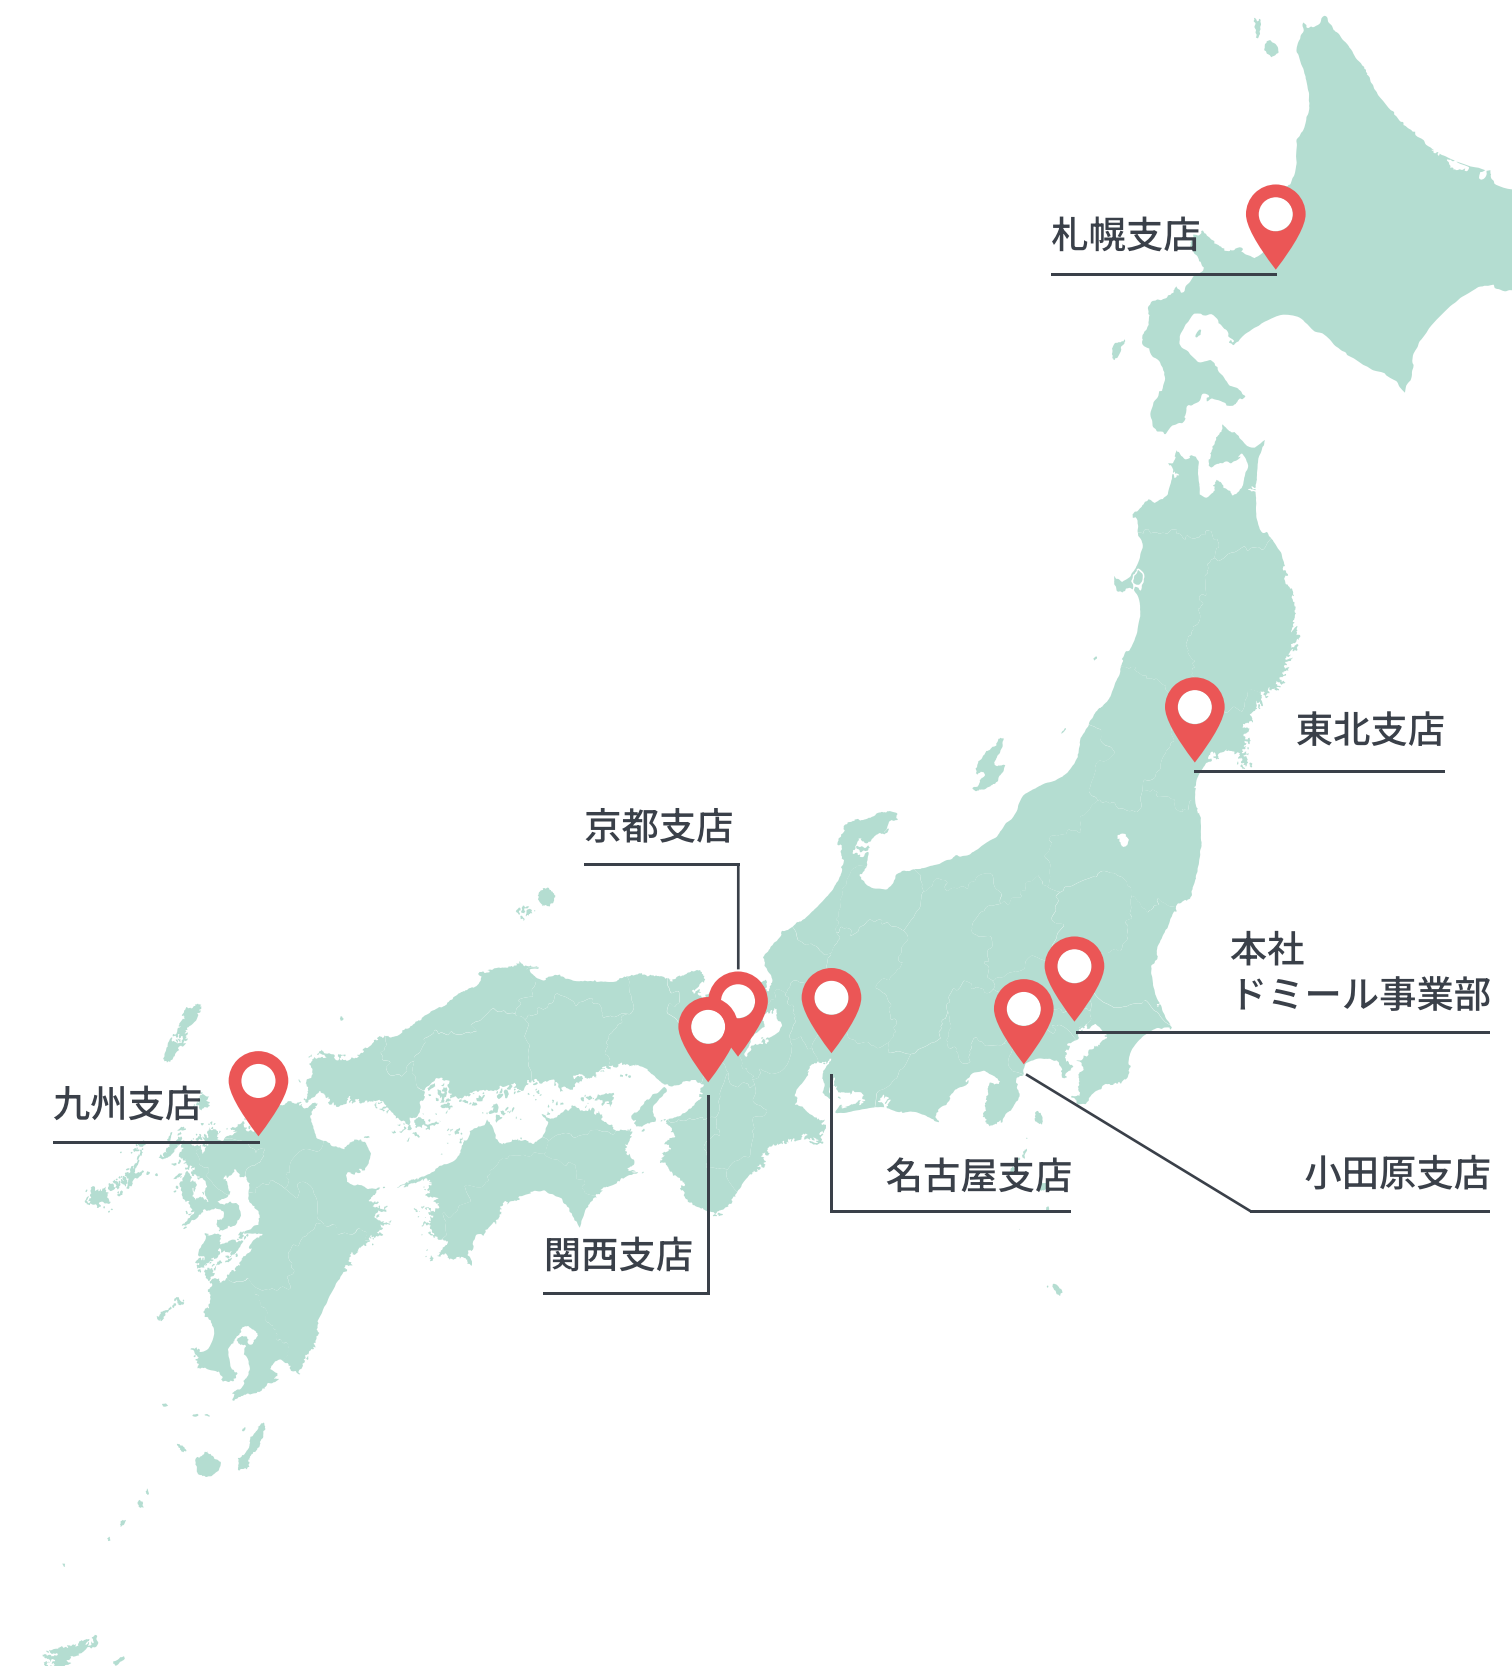 札幌支店
東北支店
京都支店
本社
ドミール事業部
九州支店
小田原支店
名古屋支店
関西支店